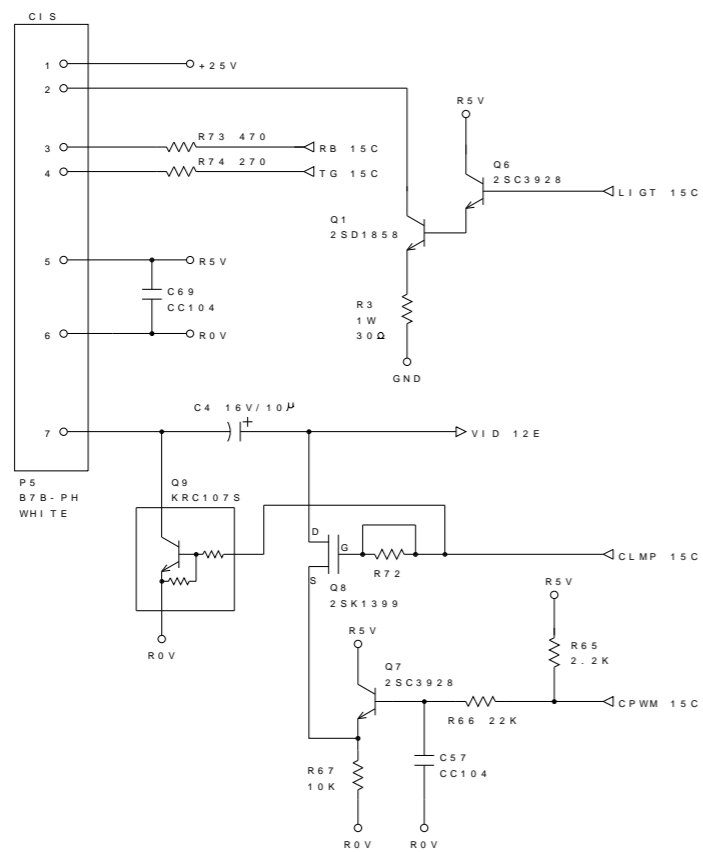 CIS
1
+25V
2
R5V
R73 470
3
RB 15C
R74 270
4
TG 15C
Q6
2SC3928
LIGT 15C
Q1
2SD1858
5
R5V
C69
CC104
R3
1W
30Ω
6
R0V
GND
C4 16V/10μ
+
7
VID 12E
P5
B7B-PH
WHITE
Q9
KRC107S
D
G
CLMP 15C
R72
S
Q8
2SK1399
R5V
R0V
R5V
R65
2.2K
Q7
2SC3928
CPWM 15C
R66 22K
R67
10K
C57
CC104
R0V
R0V